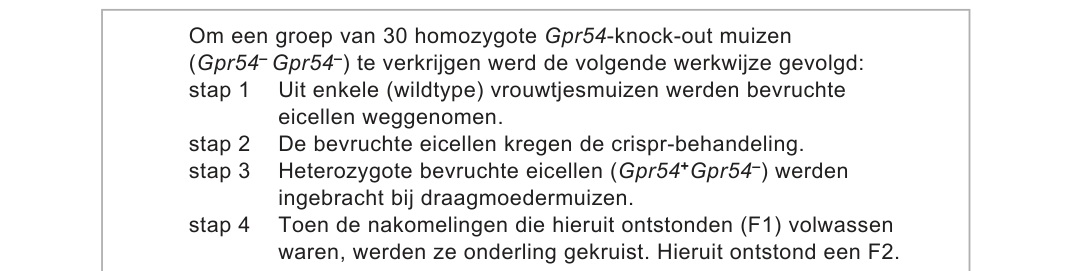 Om een groep van 30 homozygote Gpr54-knock-out muizen
(Gpr54⁻ Gpr54⁻) te verkrijgen werd de volgende werkwijze gevolgd:
stap 1 Uit enkele (wildtype) vrouwtjesmuizen werden bevruchte
eicellen weggenomen.
stap 2 De bevruchte eicellen kregen de crispr-behandeling.
stap 3 Heterozygote bevruchte eicellen (Gpr54⁺Gpr54⁻) werden
ingebracht bij draagmoedermuizen.
stap 4 Toen de nakomelingen die hieruit ontstonden (F1) volwassen
waren, werden ze onderling gekruist. Hieruit ontstond een F2.